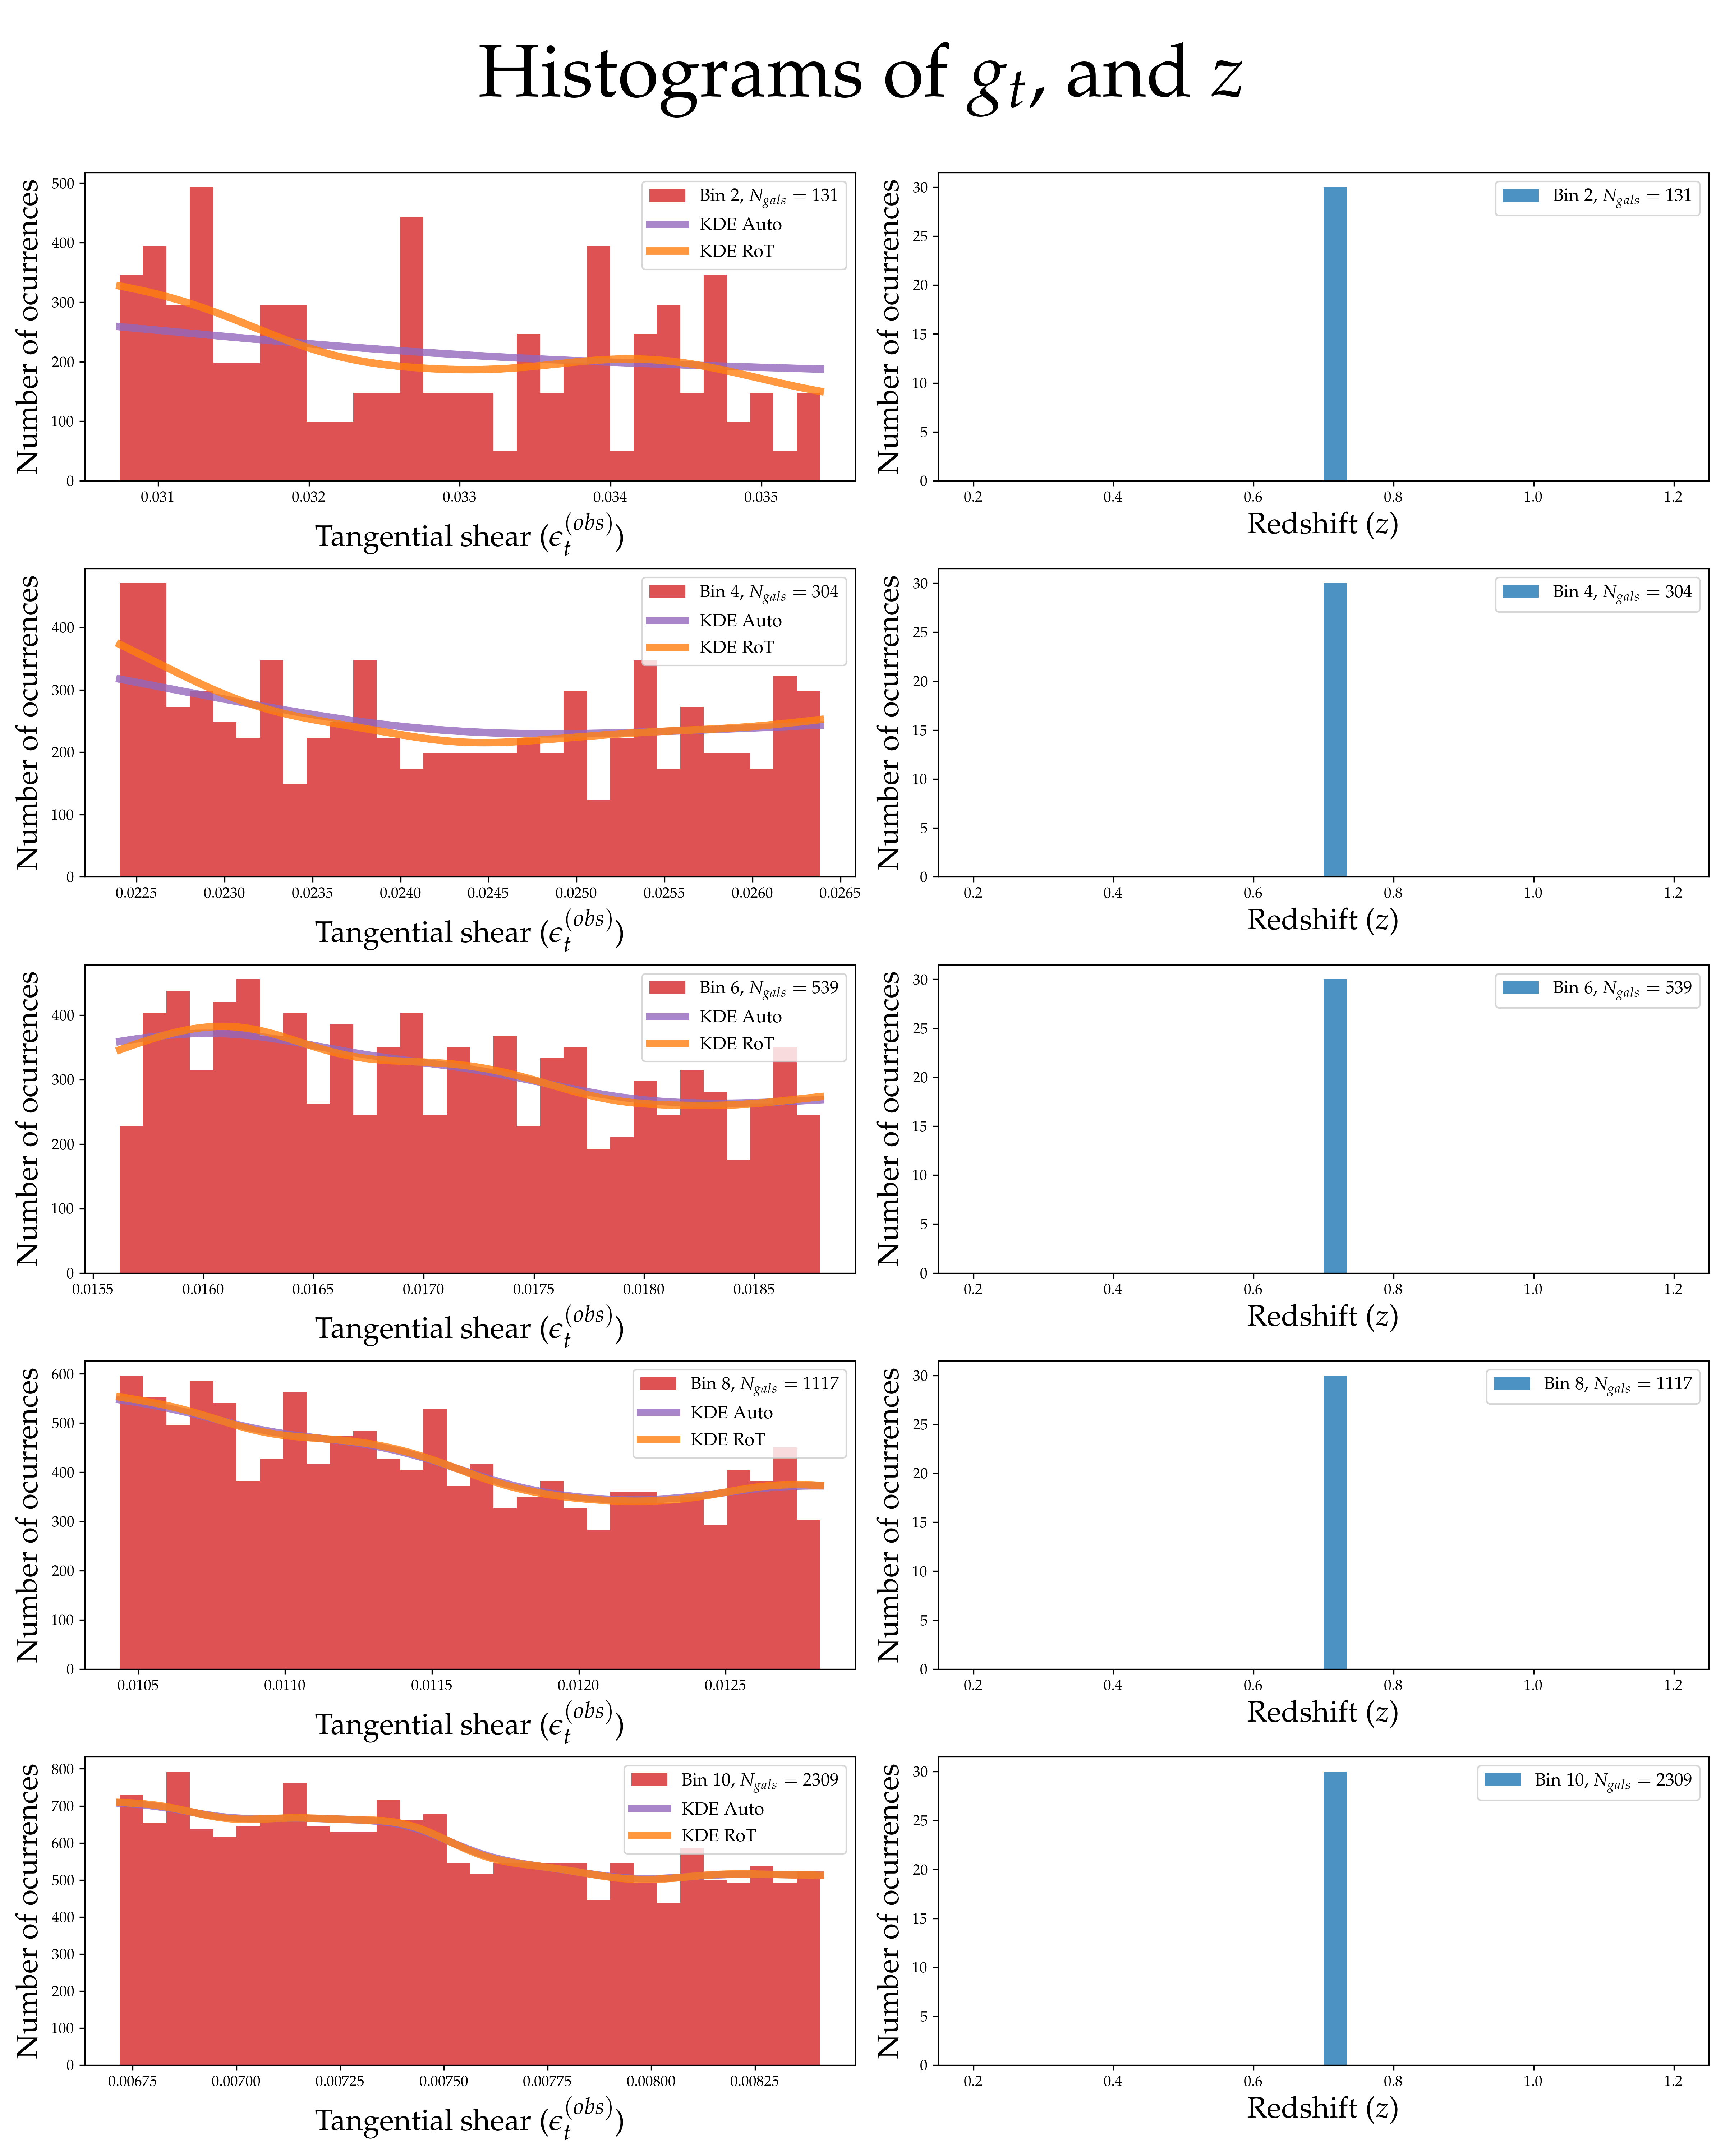 Histograms of g_t, and z
Number of ocurrences
500
400
300
200
100
0
Bin 2, N_gals = 131
KDE Auto
KDE RoT
0.031 0.032 0.033 0.034 0.035
Tangential shear (ϵ_t^(obs))
Number of ocurrences
30
25
20
15
10
5
0
Bin 2, N_gals = 131
0.2 0.4 0.6 0.8 1.0 1.2
Redshift (z)
Number of ocurrences
400
300
200
100
0
Bin 4, N_gals = 304
KDE Auto
KDE RoT
0.0225 0.0230 0.0235 0.0240 0.0245 0.0250 0.0255 0.0260 0.0265
Tangential shear (ϵ_t^(obs))
Number of ocurrences
30
25
20
15
10
5
0
Bin 4, N_gals = 304
0.2 0.4 0.6 0.8 1.0 1.2
Redshift (z)
Number of ocurrences
400
300
200
100
0
Bin 6, N_gals = 539
KDE Auto
KDE RoT
0.0155 0.0160 0.0165 0.0170 0.0175 0.0180 0.0185
Tangential shear (ϵ_t^(obs))
Number of ocurrences
30
25
20
15
10
5
0
Bin 6, N_gals = 539
0.2 0.4 0.6 0.8 1.0 1.2
Redshift (z)
Number of ocurrences
600
500
400
300
200
100
0
Bin 8, N_gals = 1117
KDE Auto
KDE RoT
0.0105 0.0110 0.0115 0.0120 0.0125
Tangential shear (ϵ_t^(obs))
Number of ocurrences
30
25
20
15
10
5
0
Bin 8, N_gals = 1117
0.2 0.4 0.6 0.8 1.0 1.2
Redshift (z)
Number of ocurrences
800
700
600
500
400
300
200
100
0
Bin 10, N_gals = 2309
KDE Auto
KDE RoT
0.00675 0.00700 0.00725 0.00750 0.00775 0.00800 0.00825
Tangential shear (ϵ_t^(obs))
Number of ocurrences
30
25
20
15
10
5
0
Bin 10, N_gals = 2309
0.2 0.4 0.6 0.8 1.0 1.2
Redshift (z)